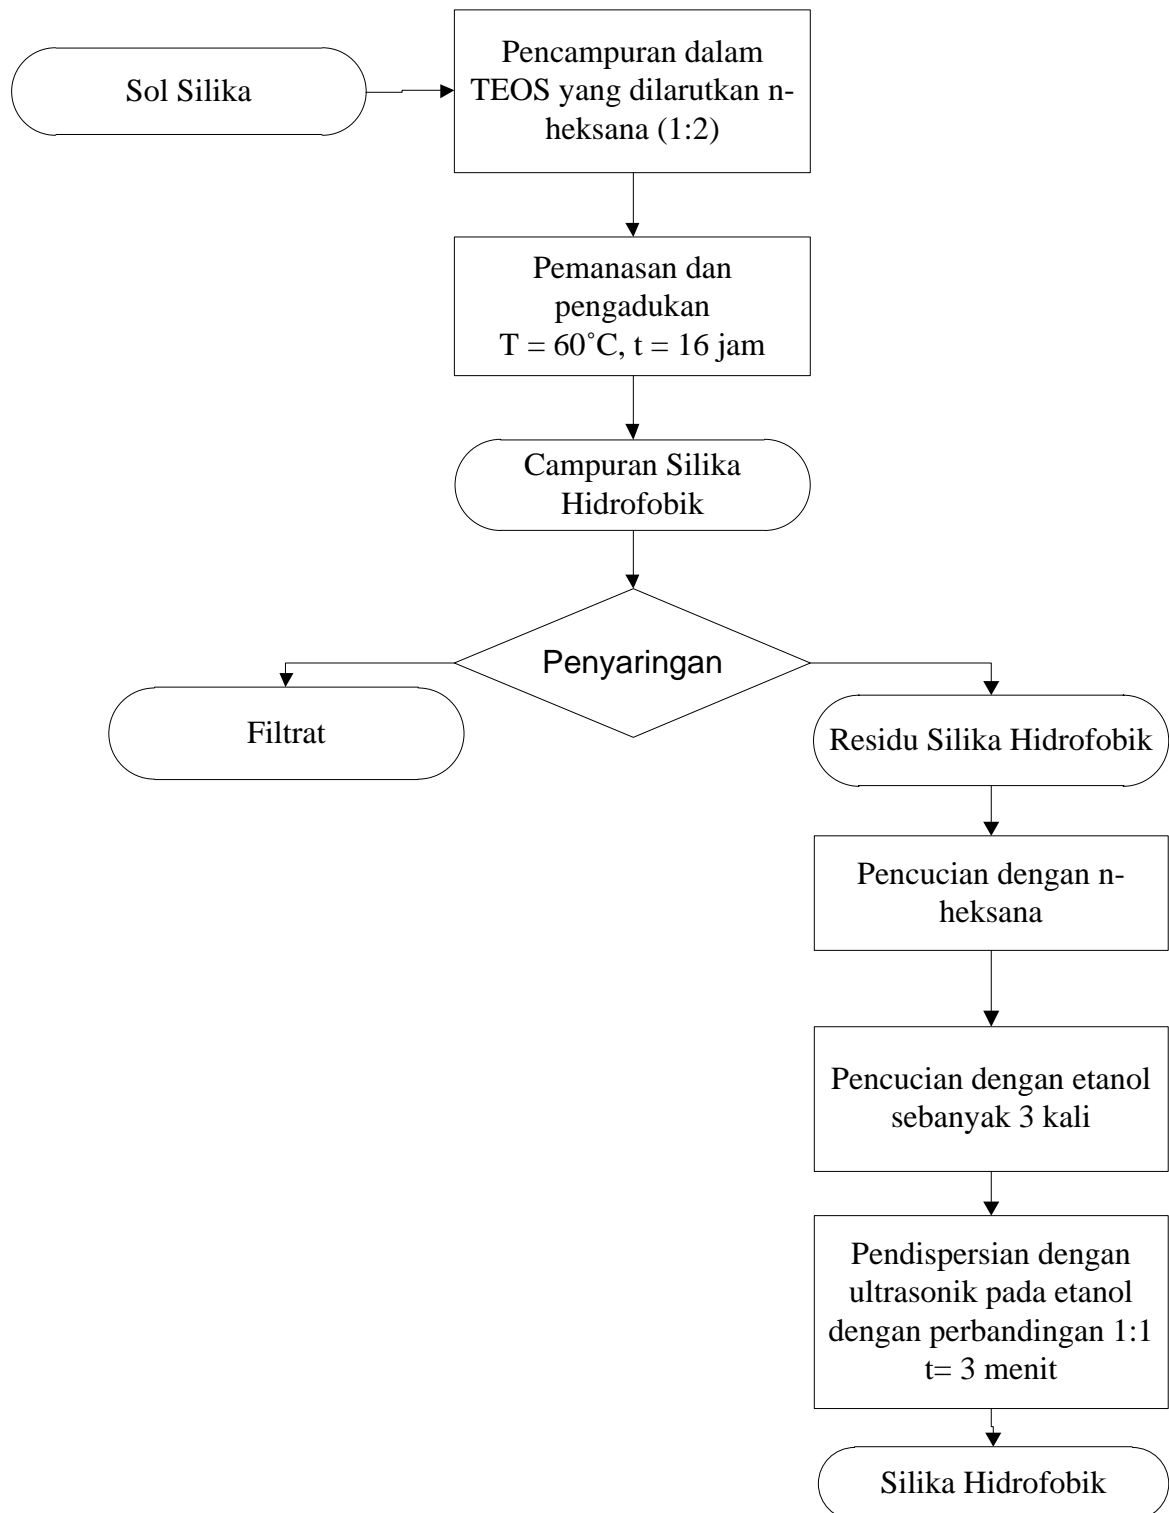 Sol Silika
Pencampuran dalam
TEOS yang dilarutkan n-
heksana (1:2)
Pemanasan dan
pengadukan
T = 60˚C, t = 16 jam
Campuran Silika
Hidrofobik
Penyaringan
Filtrat
Residu Silika Hidrofobik
Pencucian dengan n-
heksana
Pencucian dengan etanol
sebanyak 3 kali
Pendispersian dengan
ultrasonik pada etanol
dengan perbandingan 1:1
t= 3 menit
Silika Hidrofobik